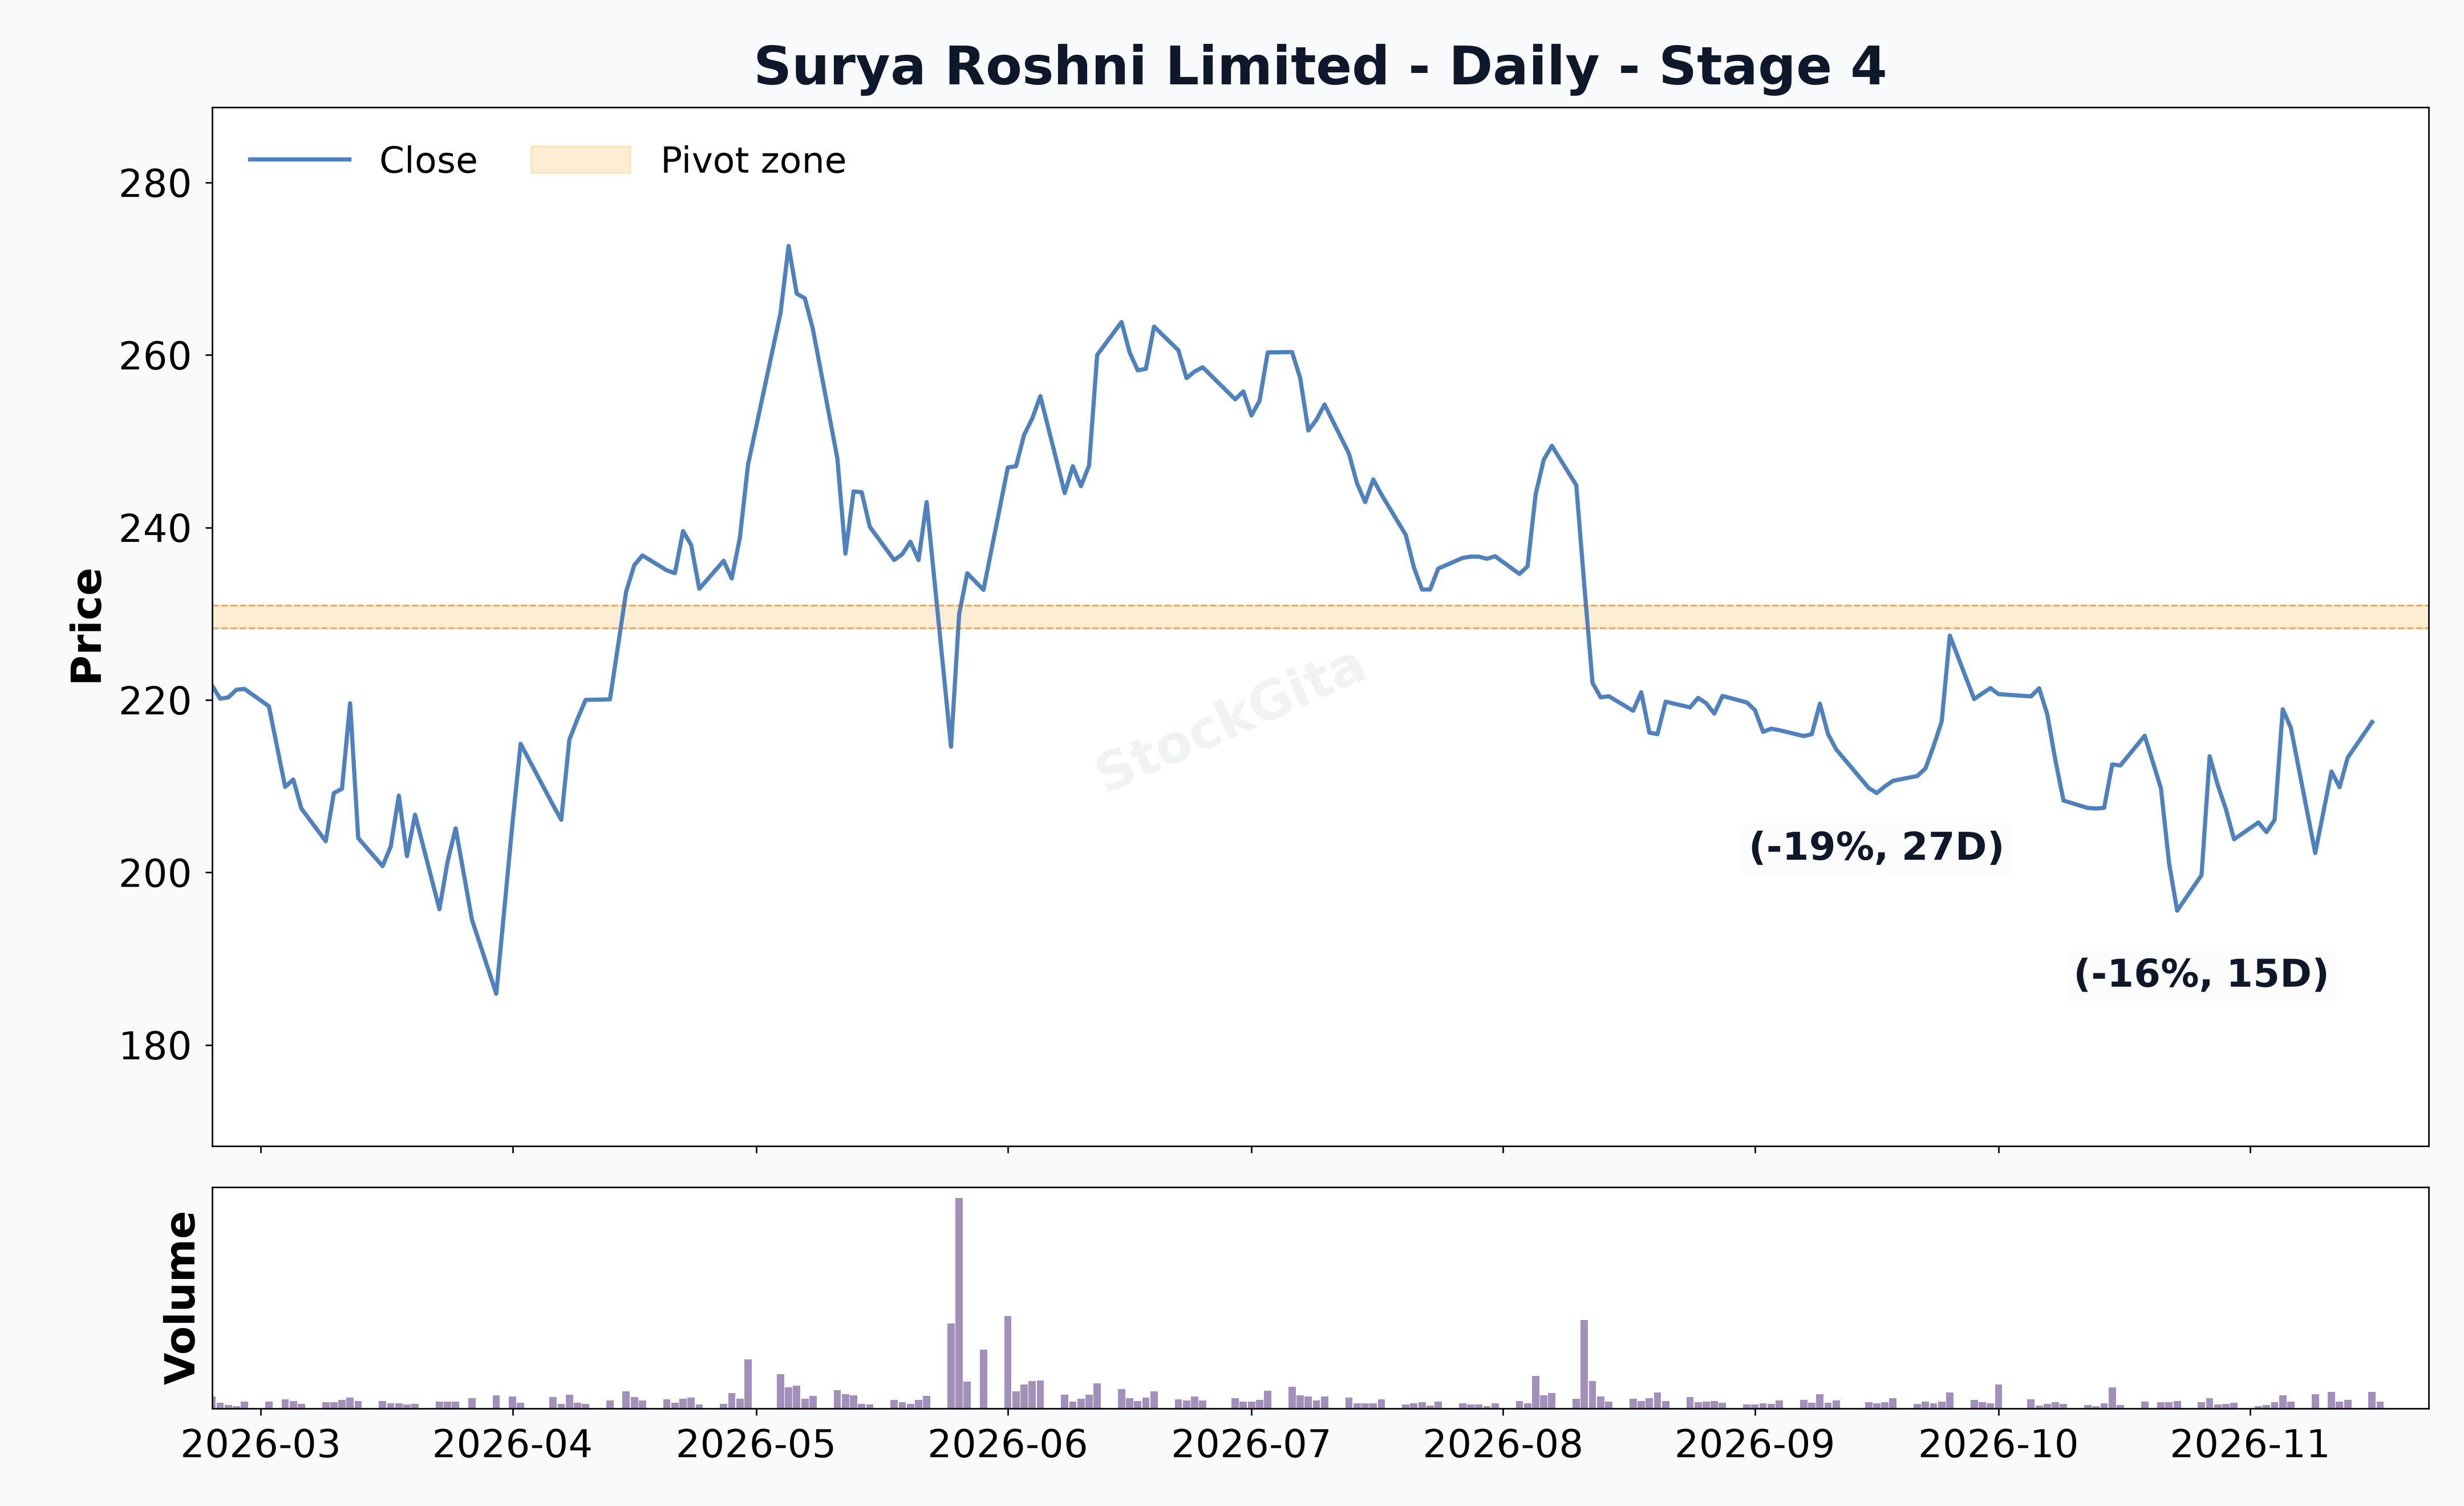 Surya Roshni Limited - Daily - Stage 4
Close
Pivot zone
Price
280
260
240
220
200
180
StockGita
(-19%, 27D)
(-16%, 15D)
Volume
2026-03
2026-04
2026-05
2026-06
2026-07
2026-08
2026-09
2026-10
2026-11